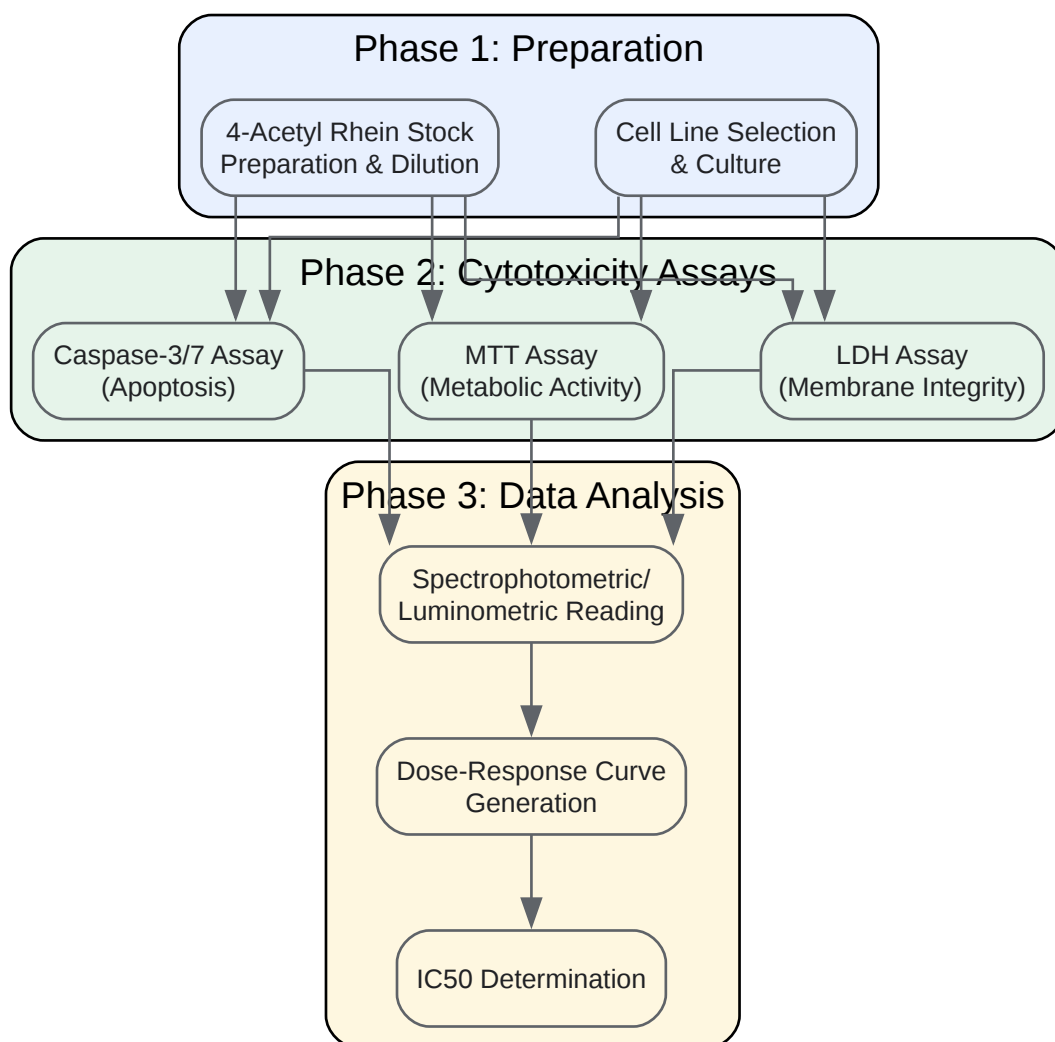 Phase 1: Preparation
4-Acetyl Rhein Stock
Preparation & Dilution
Cell Line Selection
& Culture
Phase 2: Cytotoxicity Assays
Caspase-3/7 Assay
(Apoptosis)
MTT Assay
(Metabolic Activity)
LDH Assay
(Membrane Integrity)
Phase 3: Data Analysis
Spectrophotometric/
Luminometric Reading
Dose-Response Curve
Generation
IC50 Determination